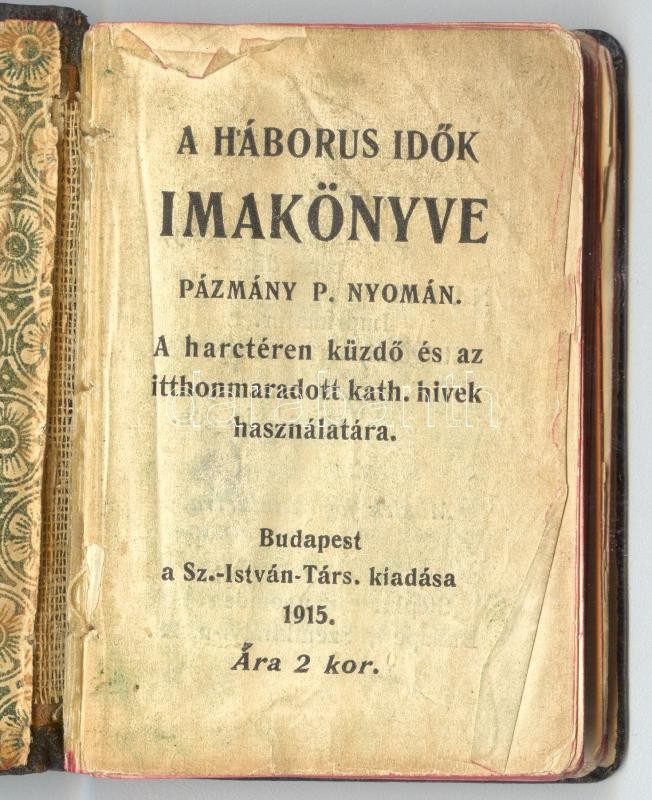 A HÁBORUS IDŐK
IMAKÖNYVE
PÁZMÁNY P. NYOMÁN.
A harctéren küzdő és az
itthonmaradott kath. hivek
használatára.
darabanth
Budapest
a Sz.-István-Társ. kiadása
1915.
Ára 2 kor.